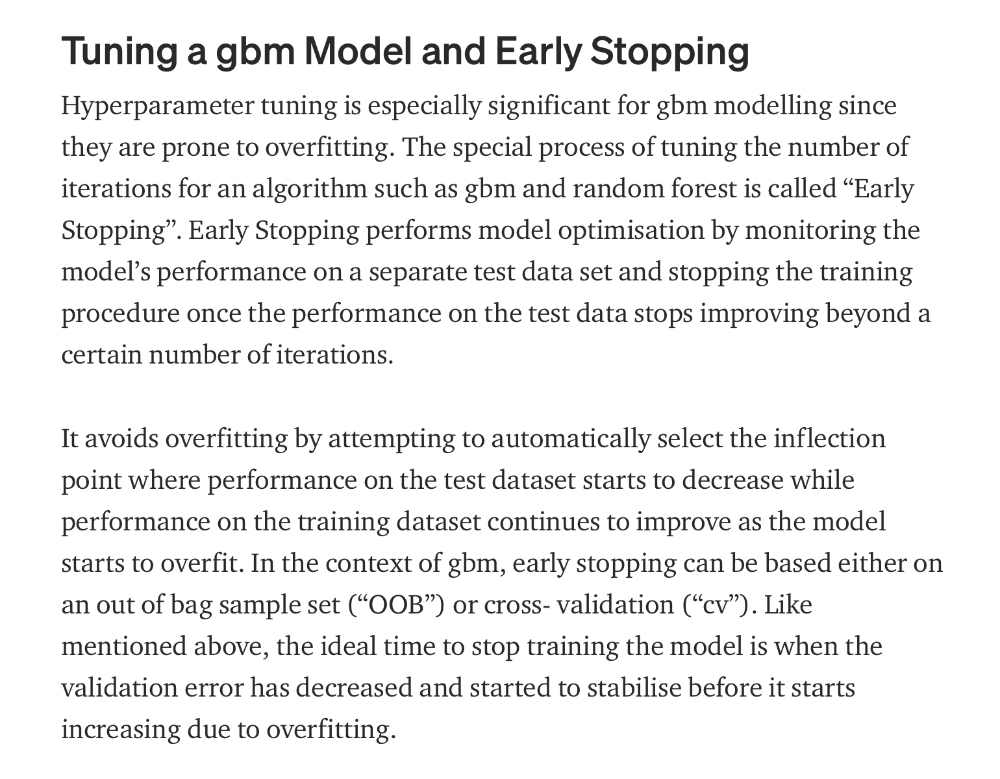 Tuning a gbm Model and Early Stopping
Hyperparameter tuning is especially significant for gbm modelling since
they are prone to overfitting. The special process of tuning the number of
iterations for an algorithm such as gbm and random forest is called “Early
Stopping”. Early Stopping performs model optimisation by monitoring the
model’s performance on a separate test data set and stopping the training
procedure once the performance on the test data stops improving beyond a
certain number of iterations.
It avoids overfitting by attempting to automatically select the inflection
point where performance on the test dataset starts to decrease while
performance on the training dataset continues to improve as the model
starts to overfit. In the context of gbm, early stopping can be based either on
an out of bag sample set (“OOB”) or cross- validation (“cv”). Like
mentioned above, the ideal time to stop training the model is when the
validation error has decreased and started to stabilise before it starts
increasing due to overfitting.